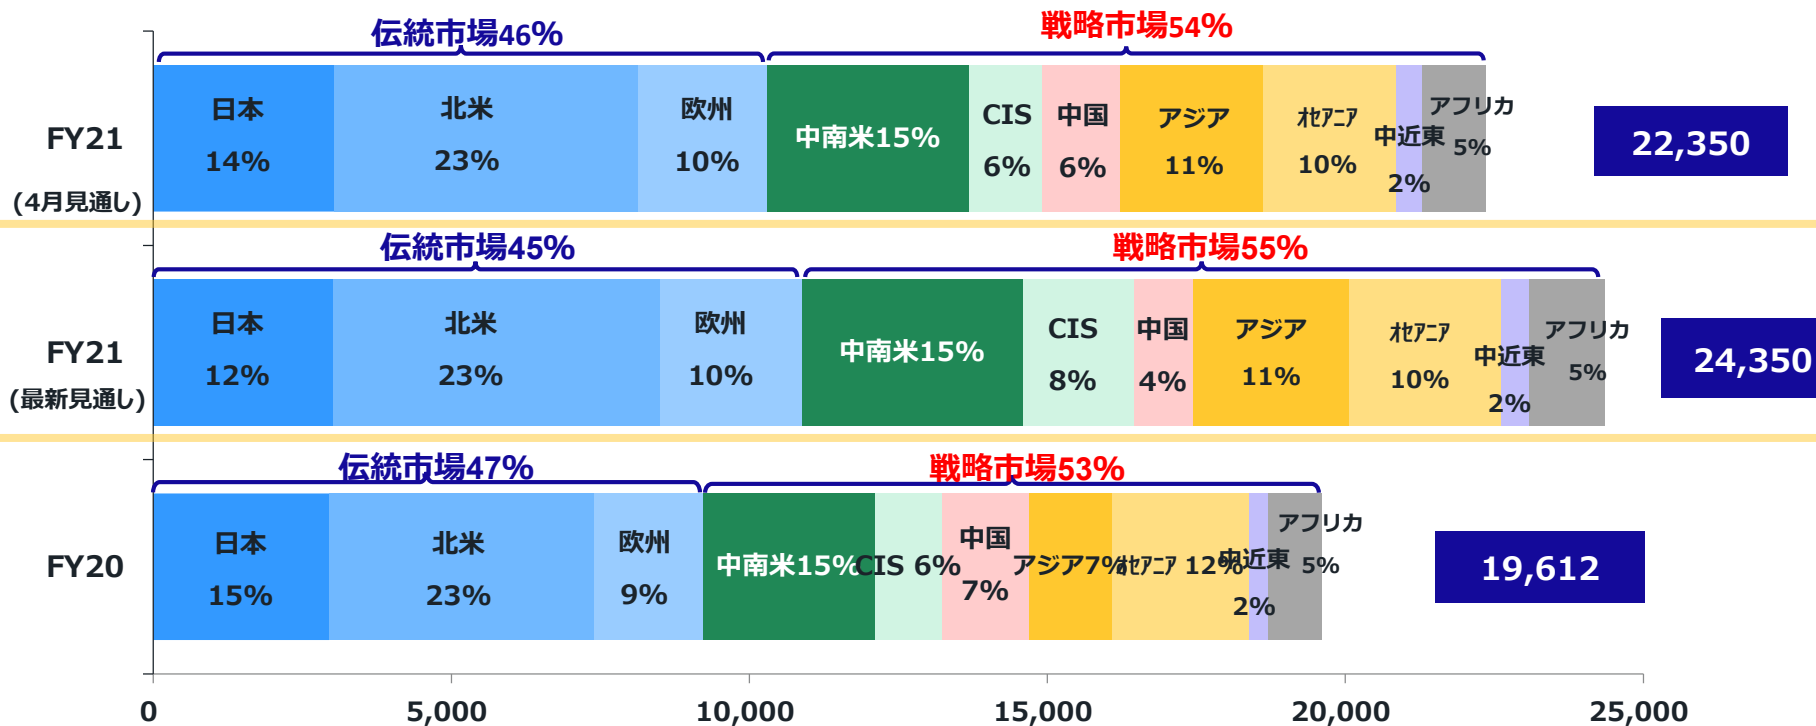 伝統市場46%
戦略市場54%
FY21
(4月見通し)
日本
14%
北米
23%
欧州
10%
中南米15%
CIS
6%
中国
6%
アジア
11%
ｵｾｱﾆｱ
10%
中近東
2%
アフリカ
5%
22,350
伝統市場45%
戦略市場55%
FY21
(最新見通し)
日本
12%
北米
23%
欧州
10%
中南米15%
CIS
8%
中国
4%
アジア
11%
ｵｾｱﾆｱ
10%
中近東
2%
アフリカ
5%
24,350
伝統市場47%
戦略市場53%
FY20
日本
15%
北米
23%
欧州
9%
中南米15%
CIS 6%
中国
7%
アジア7%
ｵｾｱﾆｱ 12%
中近東
2%
アフリカ
5%
19,612
0 5,000 10,000 15,000 20,000 25,000